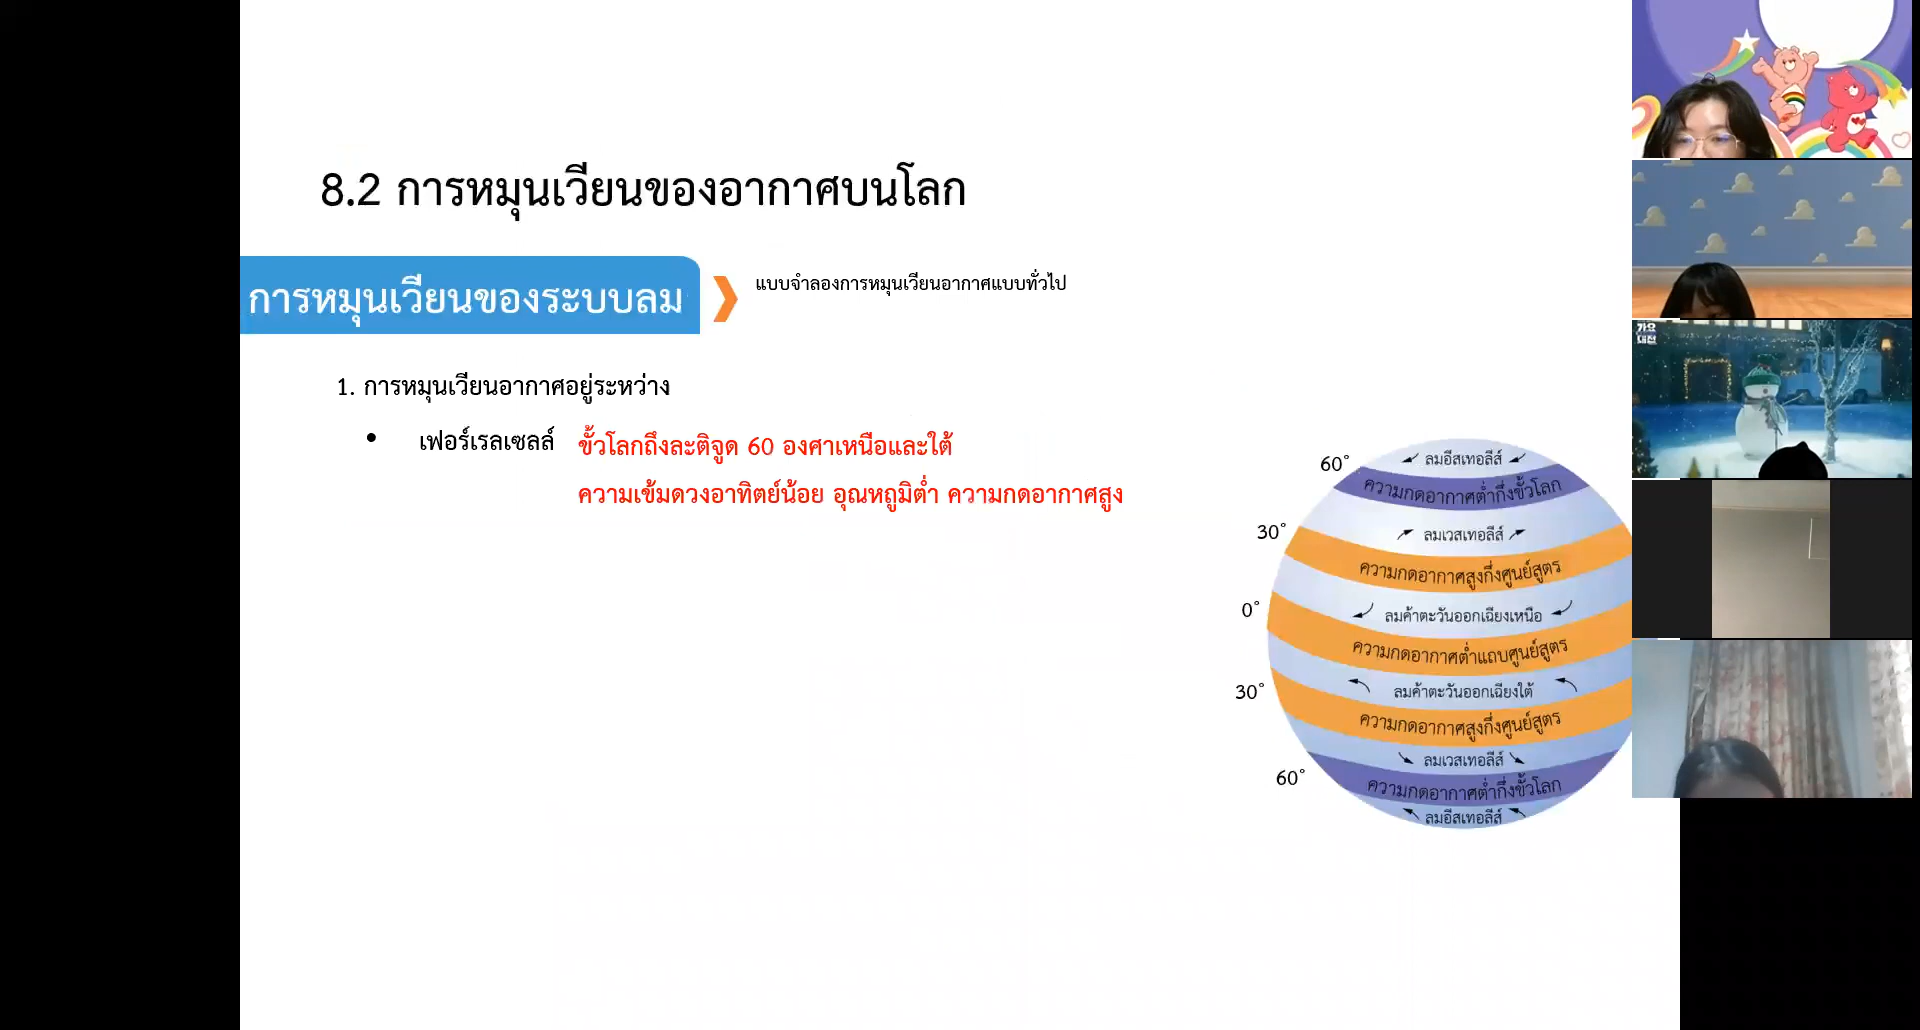 8.2 การหมุนเวียนของอากาศบนโลก
การหมุนเวียนของระบบลม
แบบจำลองการหมุนเวียนอากาศแบบทั่วไป
1. การหมุนเวียนอากาศอยู่ระหว่าง
• เฟอร์เรลเซลล์ ขั้วโลกถึงละติจูด 60 องศาเหนือและใต้
ความเข้มดวงอาทิตย์น้อย อุณหภูมิต่ำ ความกดอากาศสูง
60°
ลมอีสเทอลีส์
ความกดอากาศต่ำกึ่งขั้วโลก
30°
ลมเวสเทอลีส์
ความกดอากาศสูงกึ่งศูนย์สูตร
0°
ลมค้าตะวันออกเฉียงเหนือ
ความกดอากาศต่ำแถบศูนย์สูตร
30°
ลมค้าตะวันออกเฉียงใต้
ความกดอากาศสูงกึ่งศูนย์สูตร
ลมเวสเทอลีส์
60°
ความกดอากาศต่ำกึ่งขั้วโลก
ลมอีสเทอลีส์
가요
대전